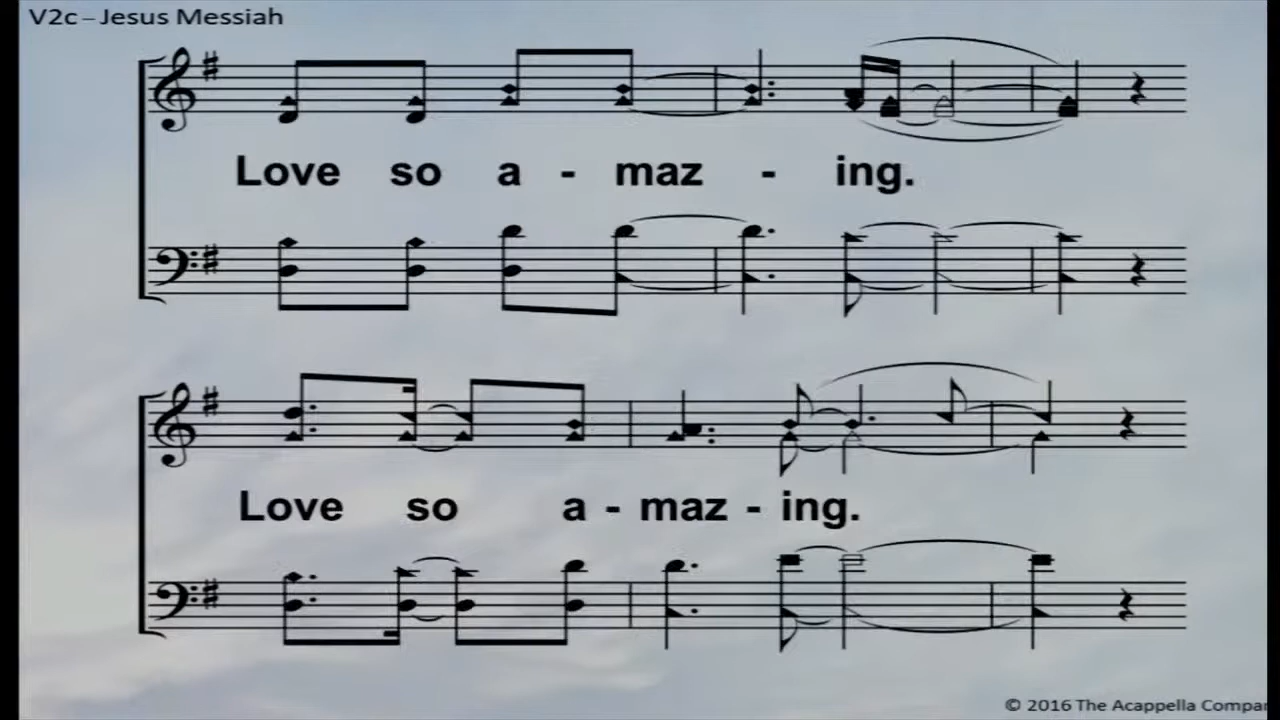 V2c – Jesus Messiah
Love so a - maz - ing.
Love so a - maz - ing.
© 2016 The Acappella Compa